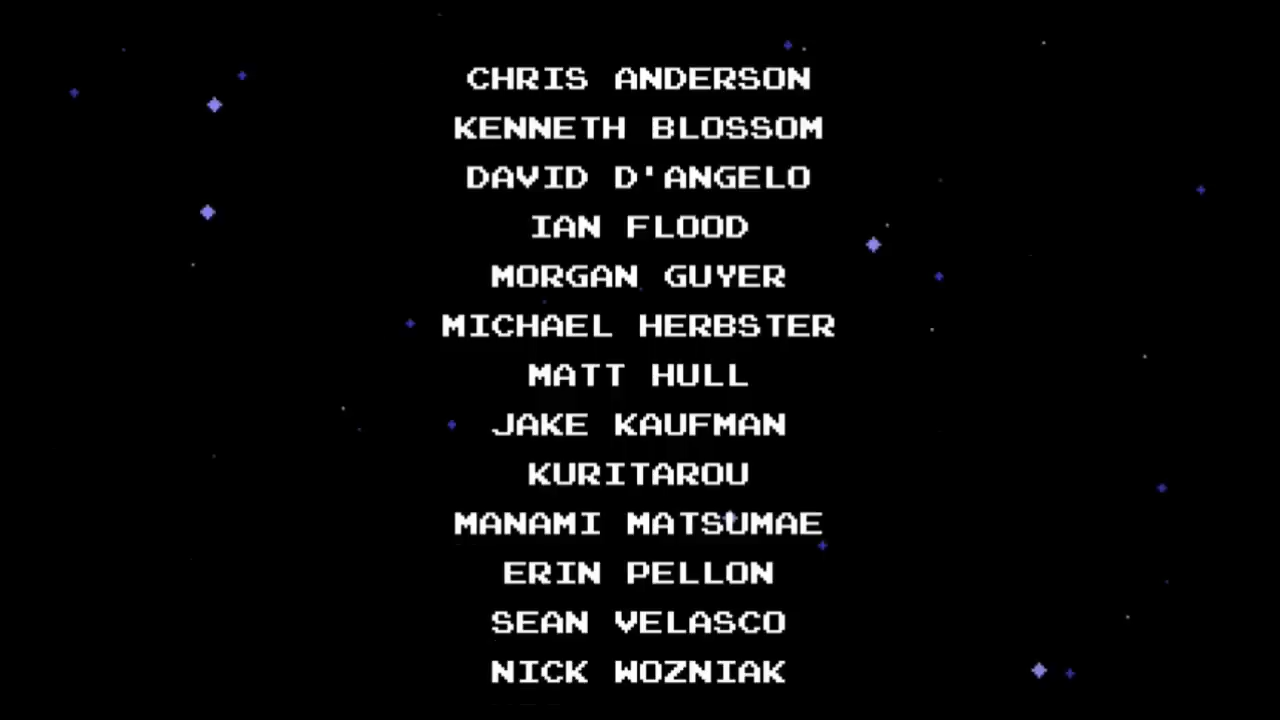 CHRIS ANDERSON
KENNETH BLOSSOM
DAVID D'ANGELO
IAN FLOOD
MORGAN GUYER
MICHAEL HERBSTER
MATT HULL
JAKE KAUFMAN
KURITAROU
MANAMI MATSUMAE
ERIN PELLON
SEAN VELASCO
NICK WOZNIAK